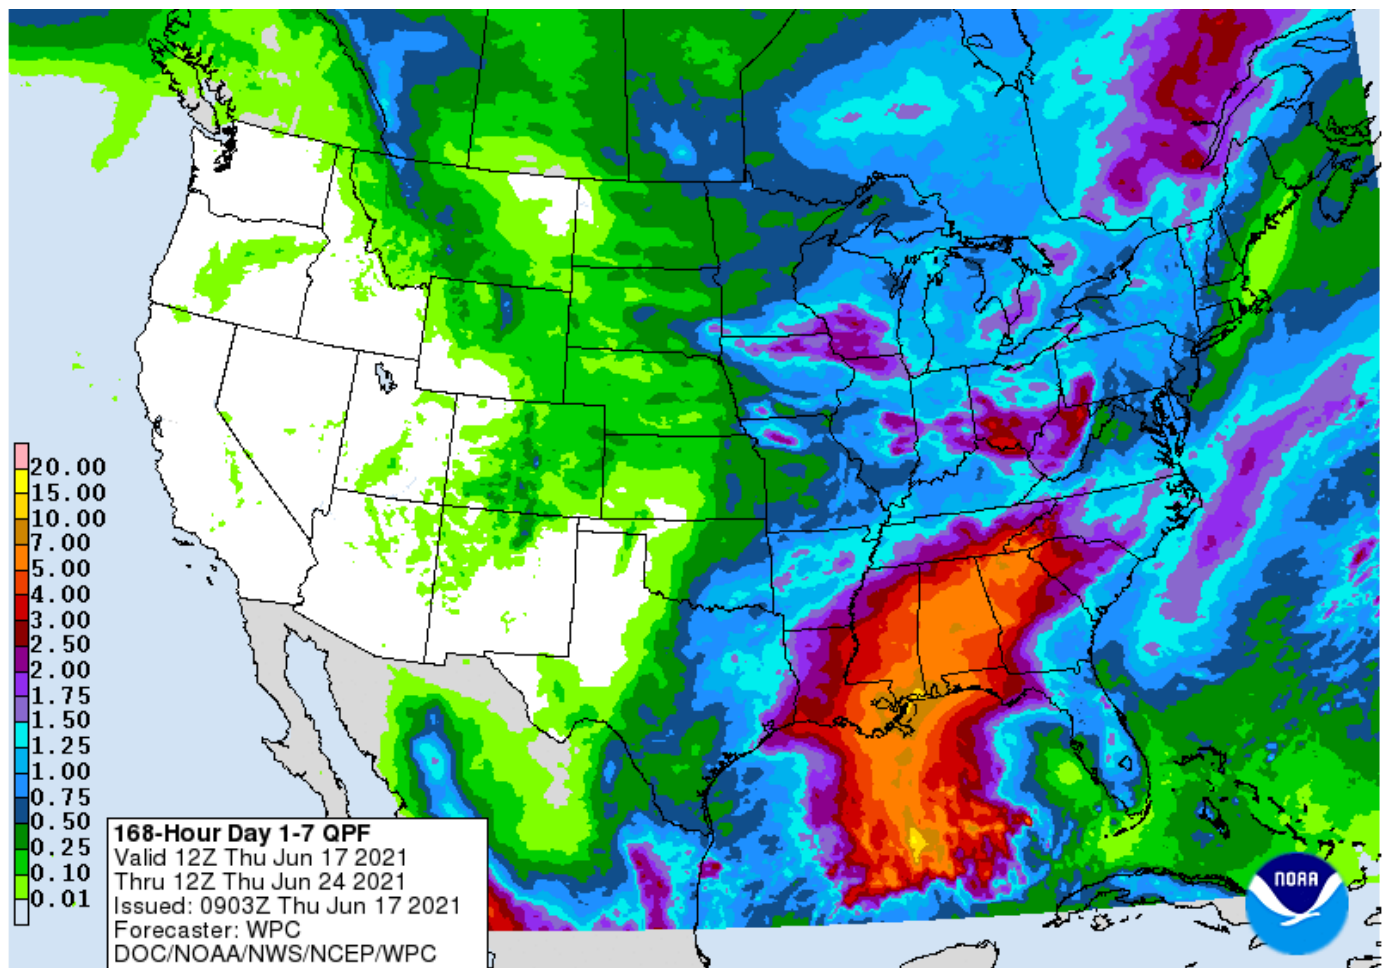 20.00
15.00
10.00
7.00
5.00
4.00
3.00
2.50
2.00
1.75
1.50
1.25
1.00
0.75
0.50
0.25
0.10
0.01
168-Hour Day 1-7 QPF
Valid 12Z Thu Jun 17 2021
Thru 12Z Thu Jun 24 2021
Issued: 0903Z Thu Jun 17 2021
Forecaster: WPC
DOC/NOAA/NWS/NCEP/WPC
NOAA